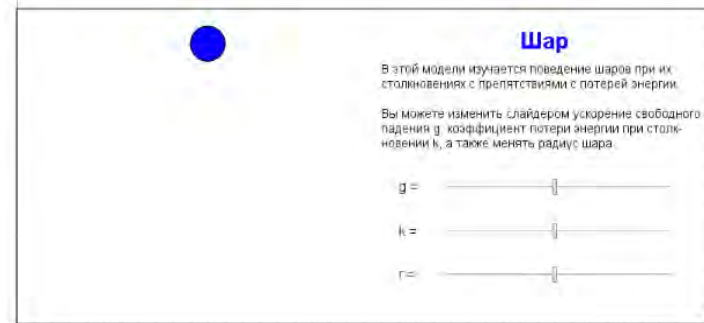 Шар
В этой модели изучается поведение шаров при их
столкновениях с препятствиями с потерей энергии.
Вы можете изменить слайдером ускорение свободного
падения g, коэффициент потери энергии при столк-
новении k, а также менять радиус шара.
g =
k =
r =